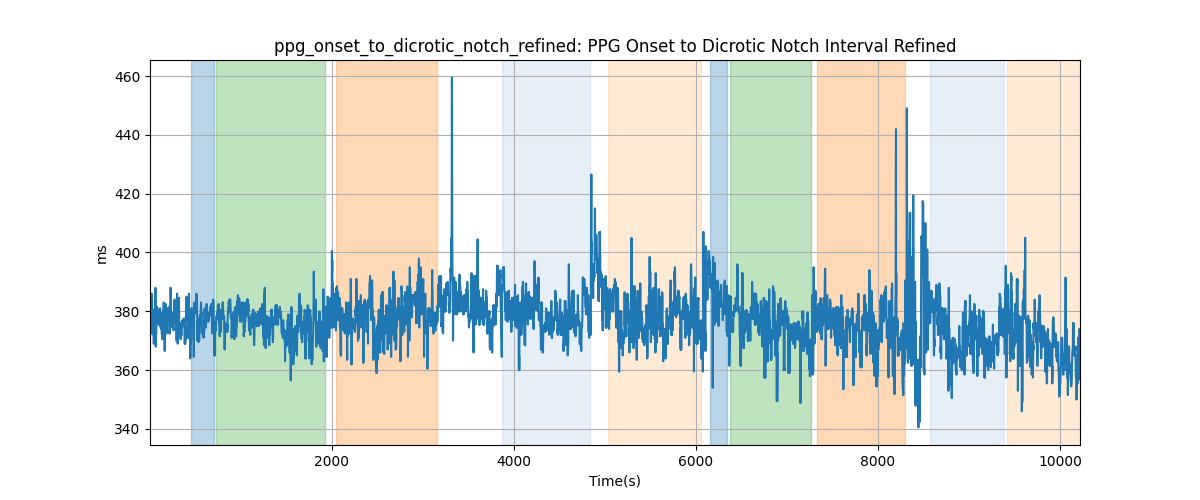 ppg_onset_to_dicrotic_notch_refined: PPG Onset to Dicrotic Notch Interval Refined
460
440
420
400
380
360
340
ms
2000 4000 6000 8000 10000
Time(s)